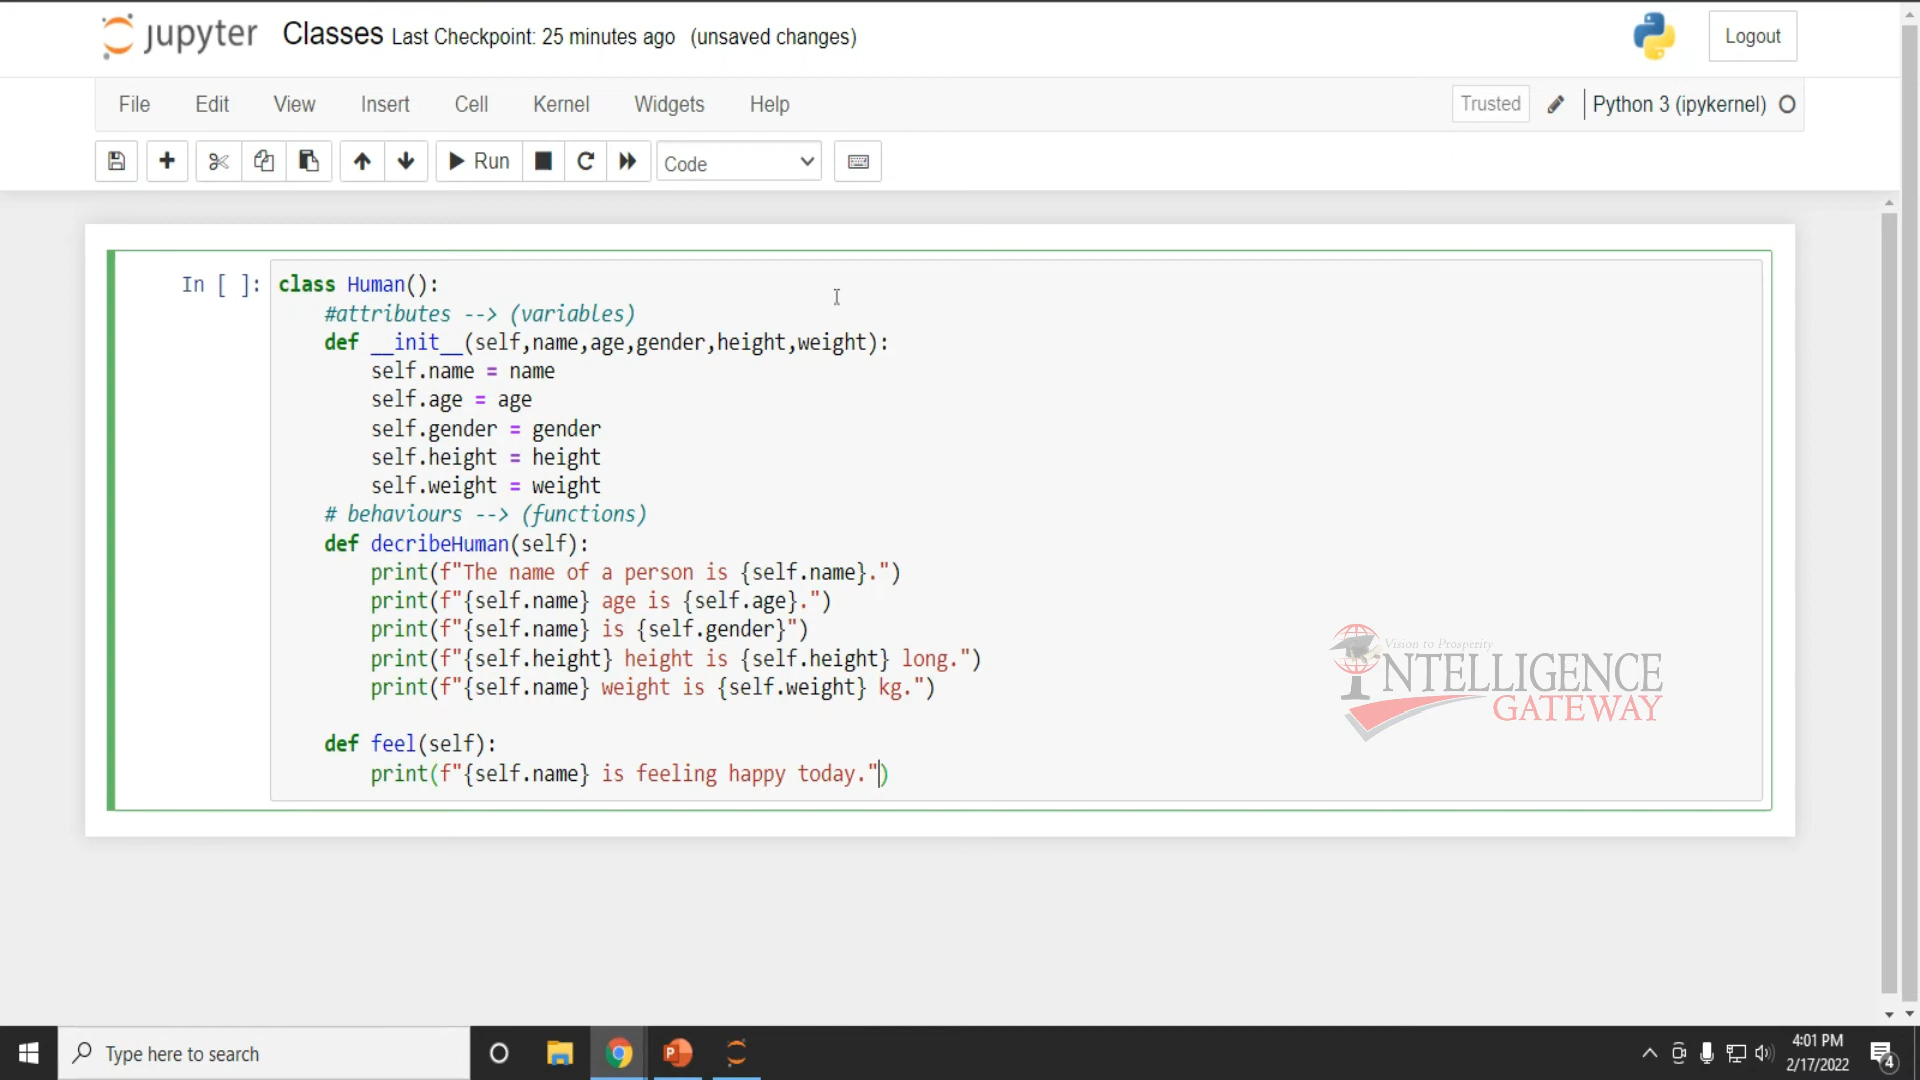 jupyter Classes Last Checkpoint: 25 minutes ago (unsaved changes)
Logout
File Edit View Insert Cell Kernel Widgets Help
Trusted
Python 3 (ipykernel)
Run
Code
In [ ]:
class Human():
    #attributes --> (variables)
    def __init__(self,name,age,gender,height,weight):
        self.name = name
        self.age = age
        self.gender = gender
        self.height = height
        self.weight = weight
    # behaviours --> (functions)
    def decribeHuman(self):
        print(f"The name of a person is {self.name}.")
        print(f"{self.name} age is {self.age}.")
        print(f"{self.name} is {self.gender}")
        print(f"{self.height} height is {self.height} long.")
        print(f"{self.name} weight is {self.weight} kg.")
    def feel(self):
        print(f"{self.name} is feeling happy today.")
Vision to Prosperity
INTELLIGENCE
GATEWAY
Type here to search
4:01 PM
2/17/2022
4